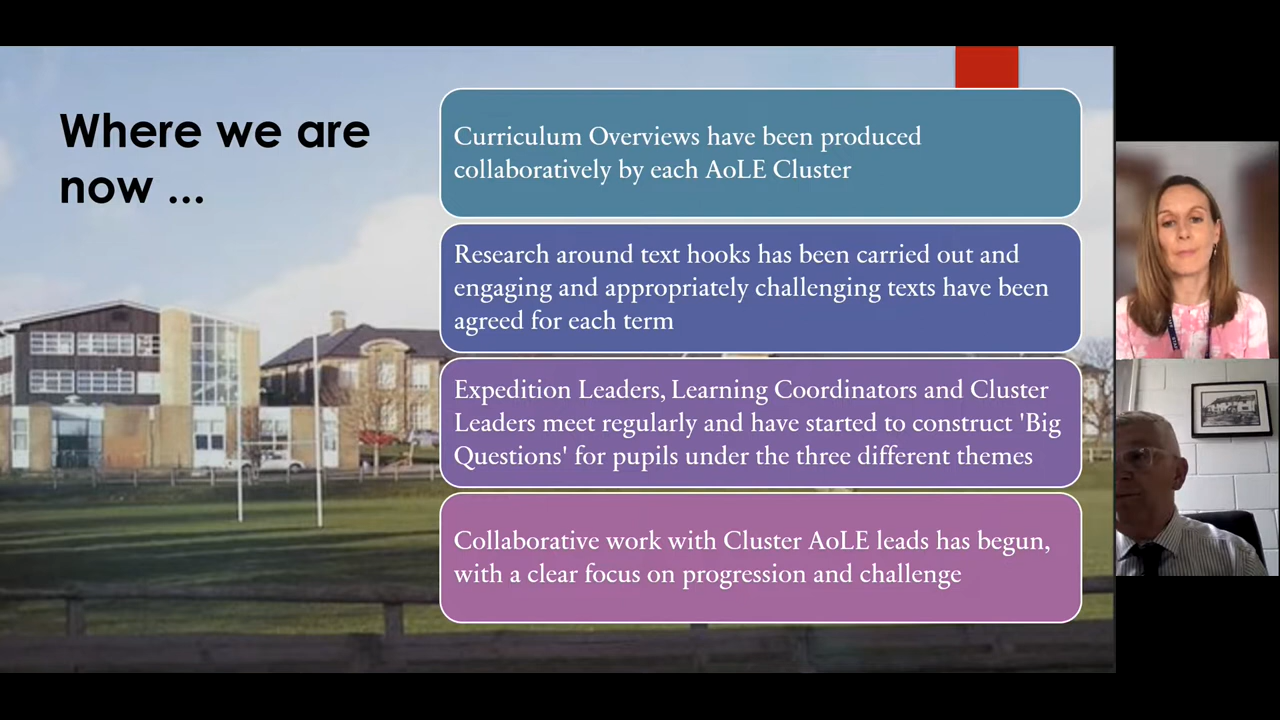 Where we are
now ...
Curriculum Overviews have been produced
collaboratively by each AoLE Cluster
Research around text hooks has been carried out and
engaging and appropriately challenging texts have been
agreed for each term
Expedition Leaders, Learning Coordinators and Cluster
Leaders meet regularly and have started to construct 'Big
Questions' for pupils under the three different themes
Collaborative work with Cluster AoLE leads has begun,
with a clear focus on progression and challenge